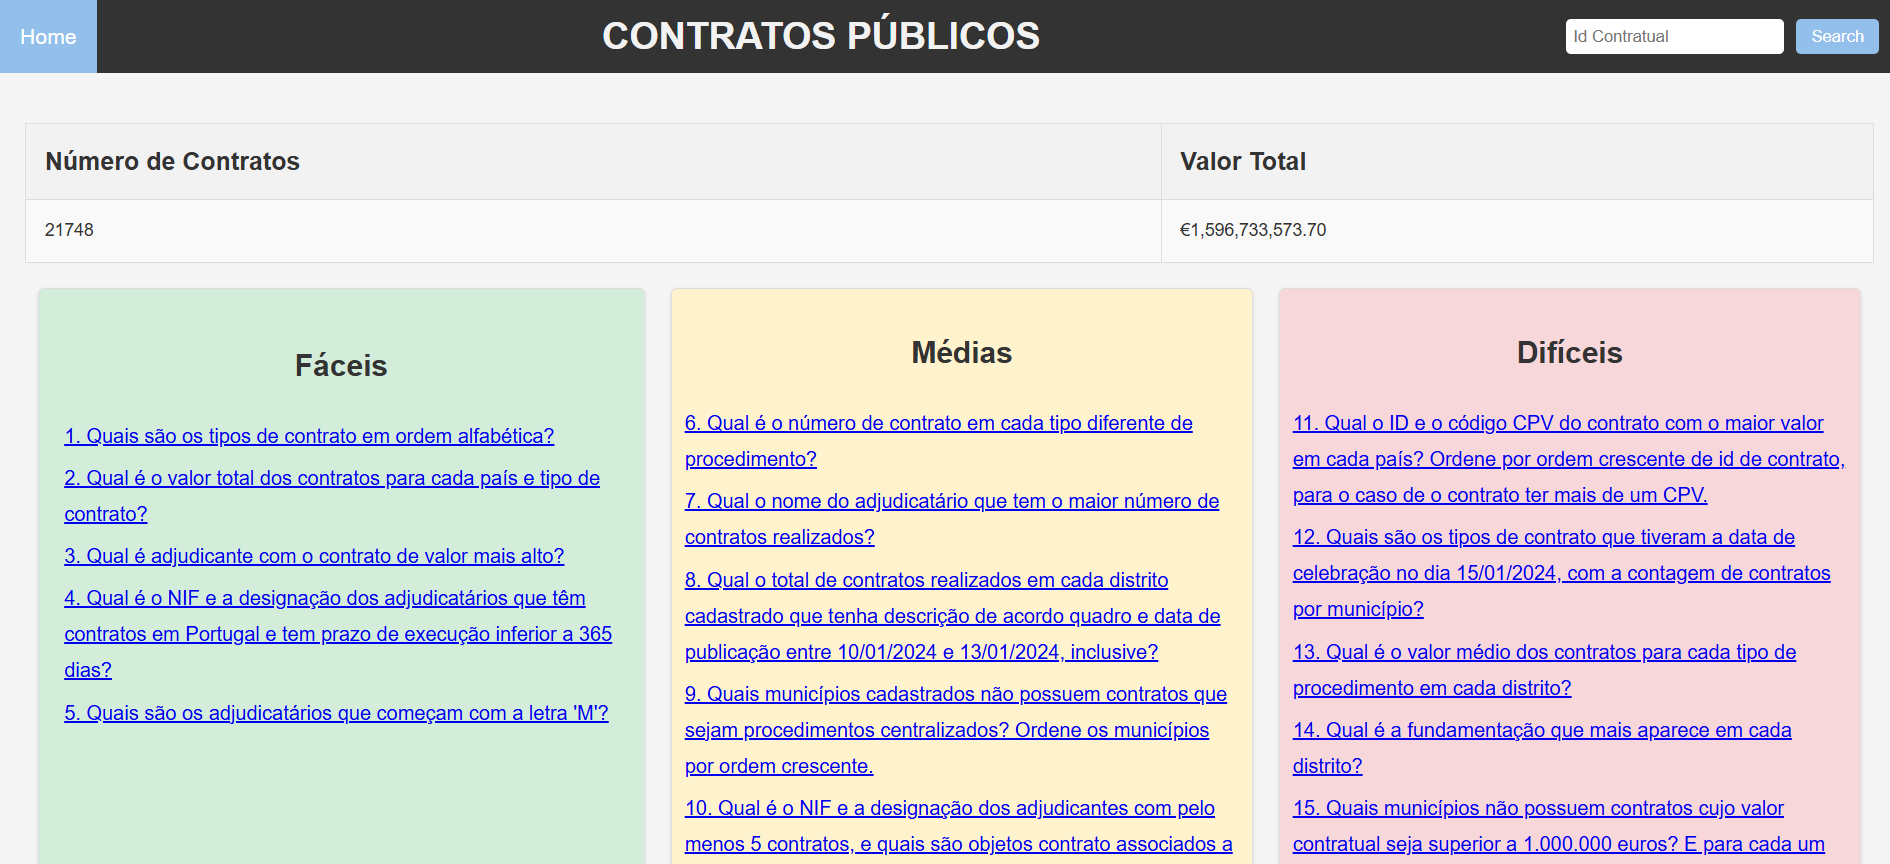 Home
CONTRATOS PÚBLICOS
Id Contratual
Search
Número de Contratos
Valor Total
21748
€1,596,733,573.70
Fáceis
1. Quais são os tipos de contrato em ordem alfabética?
2. Qual é o valor total dos contratos para cada país e tipo de
contrato?
3. Qual é adjudicante com o contrato de valor mais alto?
4. Qual é o NIF e a designação dos adjudicatários que têm
contratos em Portugal e tem prazo de execução inferior a 365
dias?
5. Quais são os adjudicatários que começam com a letra 'M'?
Médias
6. Qual é o número de contrato em cada tipo diferente de
procedimento?
7. Qual o nome do adjudicatário que tem o maior número de
contratos realizados?
8. Qual o total de contratos realizados em cada distrito
cadastrado que tenha descrição de acordo quadro e data de
publicação entre 10/01/2024 e 13/01/2024, inclusive?
9. Quais municípios cadastrados não possuem contratos que
sejam procedimentos centralizados? Ordene os municípios
por ordem crescente.
10. Qual é o NIF e a designação dos adjudicantes com pelo
menos 5 contratos, e quais são objetos contrato associados a
Difíceis
11. Qual o ID e o código CPV do contrato com o maior valor
em cada país? Ordene por ordem crescente de id de contrato,
para o caso de o contrato ter mais de um CPV.
12. Quais são os tipos de contrato que tiveram a data de
celebração no dia 15/01/2024, com a contagem de contratos
por município?
13. Qual é o valor médio dos contratos para cada tipo de
procedimento em cada distrito?
14. Qual é a fundamentação que mais aparece em cada
distrito?
15. Quais municípios não possuem contratos cujo valor
contratual seja superior a 1.000.000 euros? E para cada um